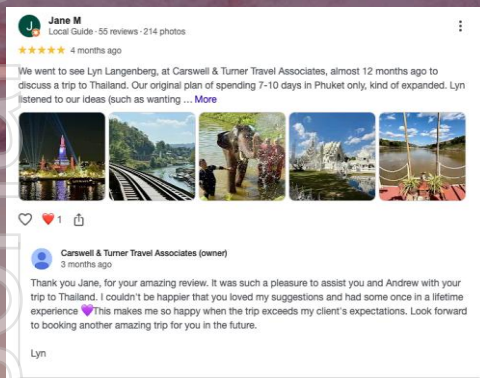 J
Jane M
Local Guide · 55 reviews · 214 photos
4 months ago
We went to see Lyn Langenberg, at Carswell & Turner Travel Associates, almost 12 months ago to
discuss a trip to Thailand. Our original plan of spending 7-10 days in Phuket only, kind of expanded. Lyn
listened to our ideas (such as wanting … More
1
Carswell & Turner Travel Associates (owner)
3 months ago
Thank you Jane, for your amazing review. It was such a pleasure to assist you and Andrew with your
trip to Thailand. I couldn't be happier that you loved my suggestions and had some once in a lifetime
experience 💜This makes me so happy when the trip exceeds my client's expectations. Look forward
to booking another amazing trip for you in the future.
Lyn